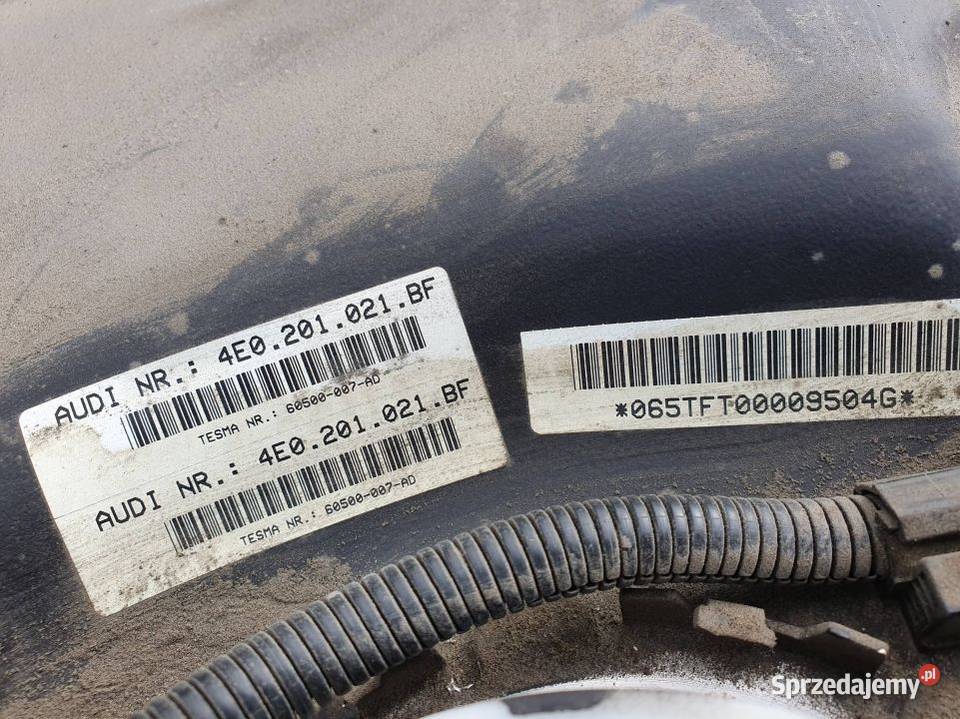 AUDI NR.: 4E0.201.021.BF
TESMA NR.: 60500-007-AD
AUDI NR.: 4E0.201.021.BF
TESMA NR.: 60500-007-AD
*065TFT00009504G*
Sprzedajemy.pl